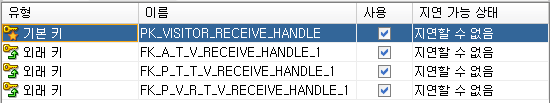 유형 이름 사용 지연 가능 상태
기본 키 PK_VISITOR_RECEIVE_HANDLE 지연할 수 없음
외래 키 FK_A_T_V_RECEIVE_HANDLE_1 지연할 수 없음
외래 키 FK_P_T_V_RECEIVE_HANDLE_1 지연할 수 없음
외래 키 FK_P_V_R_T_V_RECEIVE_HANDLE_1 지연할 수 없음